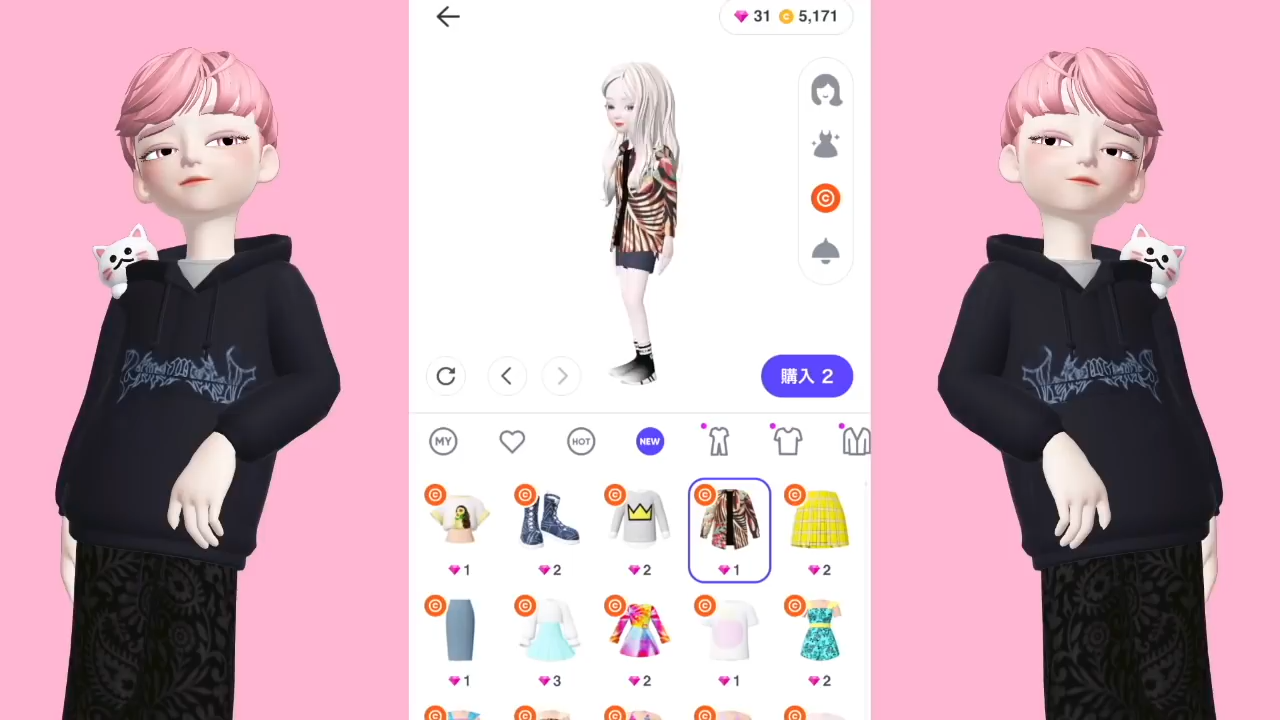 31 C 5,171
C
購入 2
MY
HOT
NEW
C C C C C
1 2 2 1 2
C C C C C
1 3 2 1 2
C C C C C